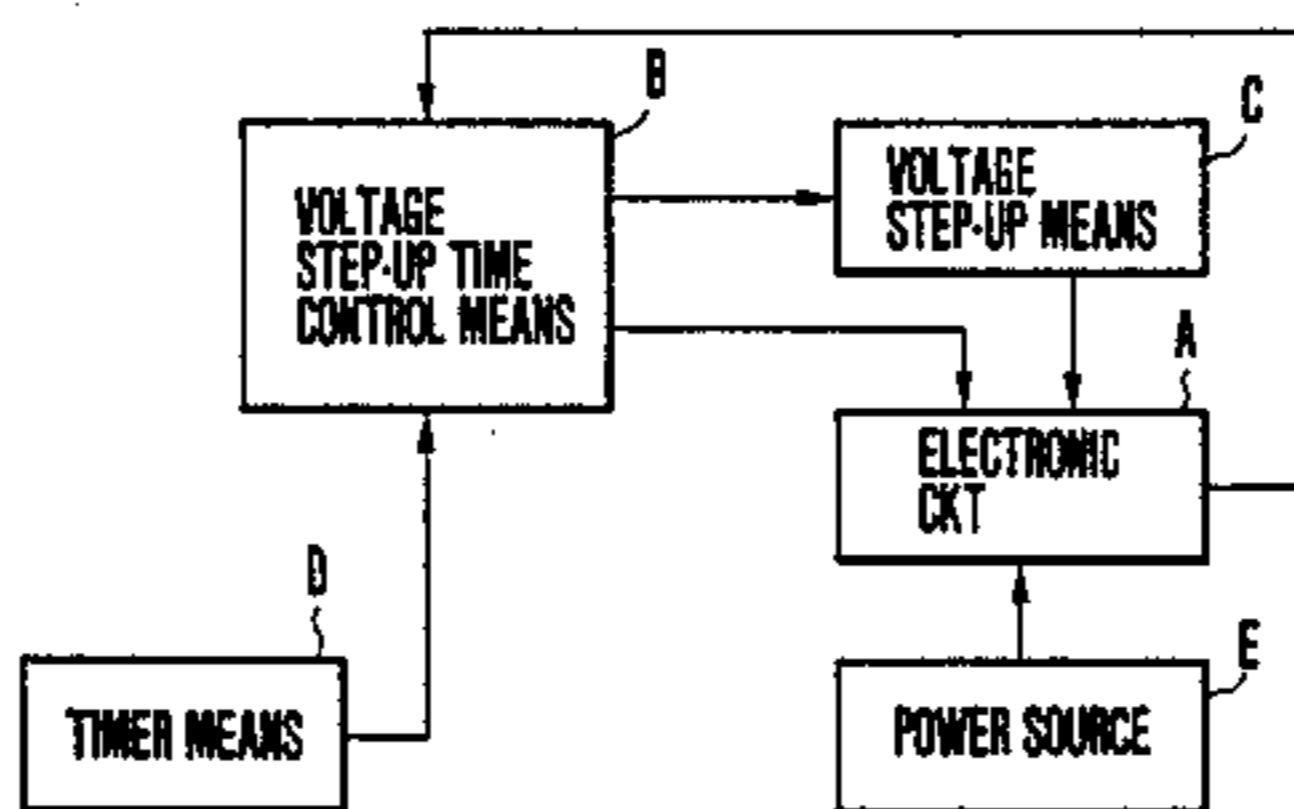 B
VOLTAGE
STEP-UP TIME
CONTROL MEANS
C
VOLTAGE
STEP-UP MEANS
A
ELECTRONIC
CKT
D
TIMER MEANS
E
POWER SOURCE